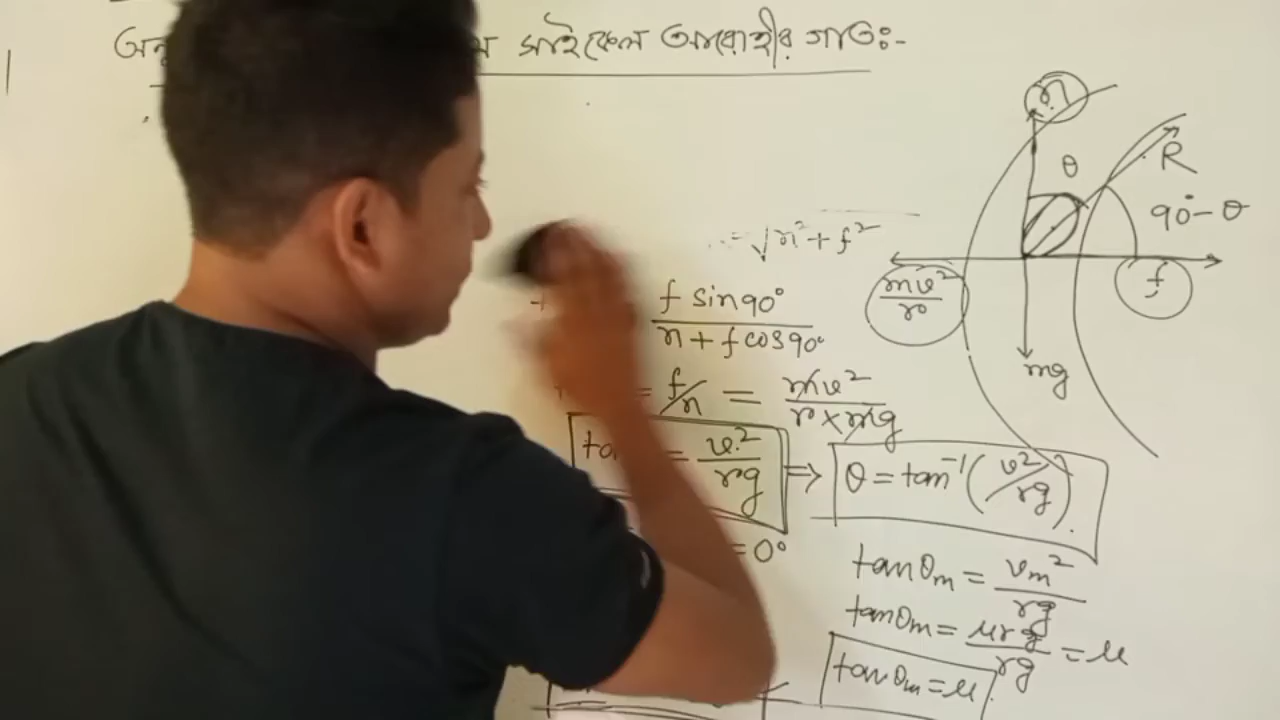 সাইকেল আরোহীর গতিঃ-
n
θ
R
90°- θ
= √n² + f²
mv²/r
f
f sin90°/n + f cos90°
mg
= f/n = mv²/r×mg
tan = v²/rg ⇒ θ = tan⁻¹(v²/rg).
= 0°
tanθm = vm²/rg
tanθm = μrg/rg = μ
tanθm = μ.